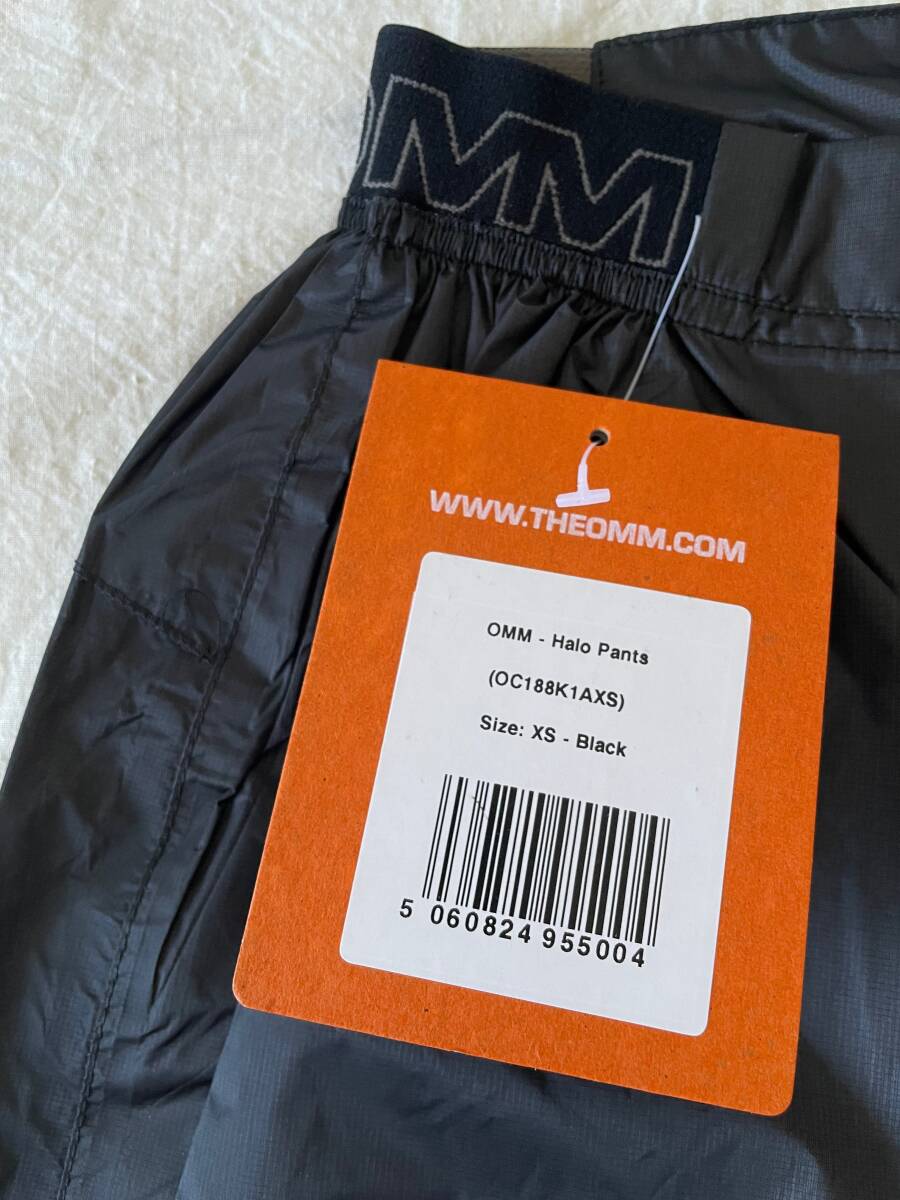 OMM
WWW.THEOMM.COM
OMM - Halo Pants
(OC188K1AXS)
Size: XS - Black
5 060824 955004